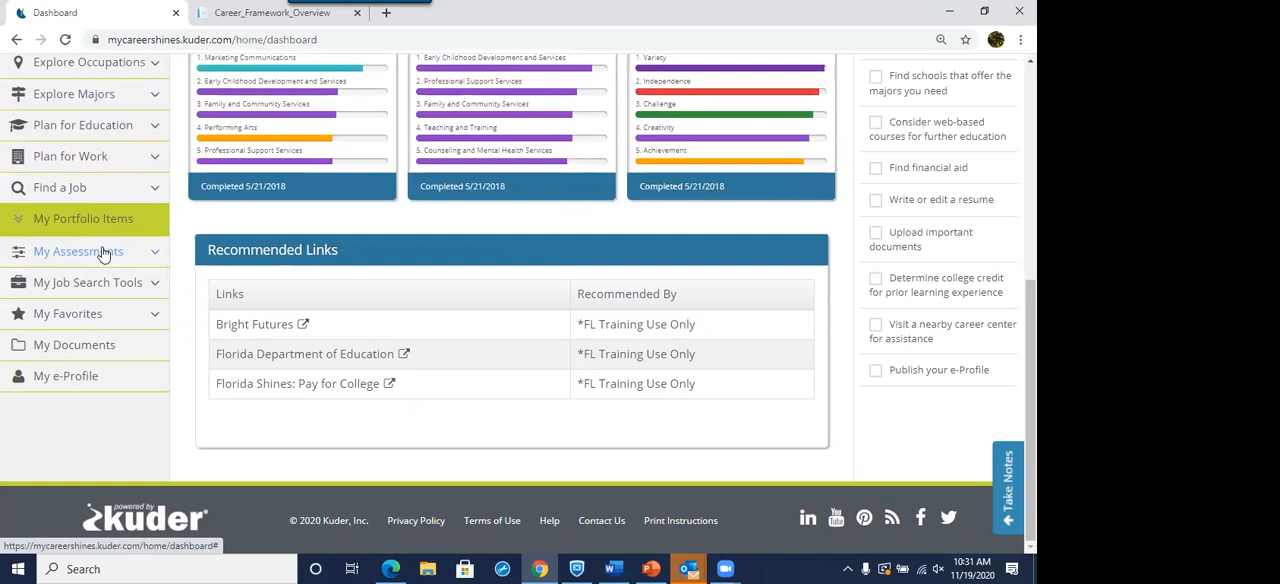 Dashboard
Career_Framework_Overview
mycareershines.kuder.com/home/dashboard
Explore Occupations
Explore Majors
Plan for Education
Plan for Work
Find a Job
My Portfolio Items
My Assessments
My Job Search Tools
My Favorites
My Documents
My e-Profile
1. Marketing Communications
2. Early Childhood Development and Services
3. Family and Community Services
4. Performing Arts
5. Professional Support Services
Completed 5/21/2018
1. Early Childhood Development and Services
2. Professional Support Services
3. Family and Community Services
4. Teaching and Training
5. Counseling and Mental Health Services
Completed 5/21/2018
1. Variety
2. Independence
3. Challenge
4. Creativity
5. Achievement
Completed 5/21/2018
Recommended Links
Links Recommended By
Bright Futures *FL Training Use Only
Florida Department of Education *FL Training Use Only
Florida Shines: Pay for College *FL Training Use Only
Find schools that offer the
majors you need
Consider web-based
courses for further education
Find financial aid
Write or edit a resume
Upload important
documents
Determine college credit
for prior learning experience
Visit a nearby career center
for assistance
Publish your e-Profile
Take Notes
powered by
kuder
© 2020 Kuder, Inc. Privacy Policy Terms of Use Help Contact Us Print Instructions
https://mycareershines.kuder.com/home/dashboard#
Search
10:31 AM
11/19/2020